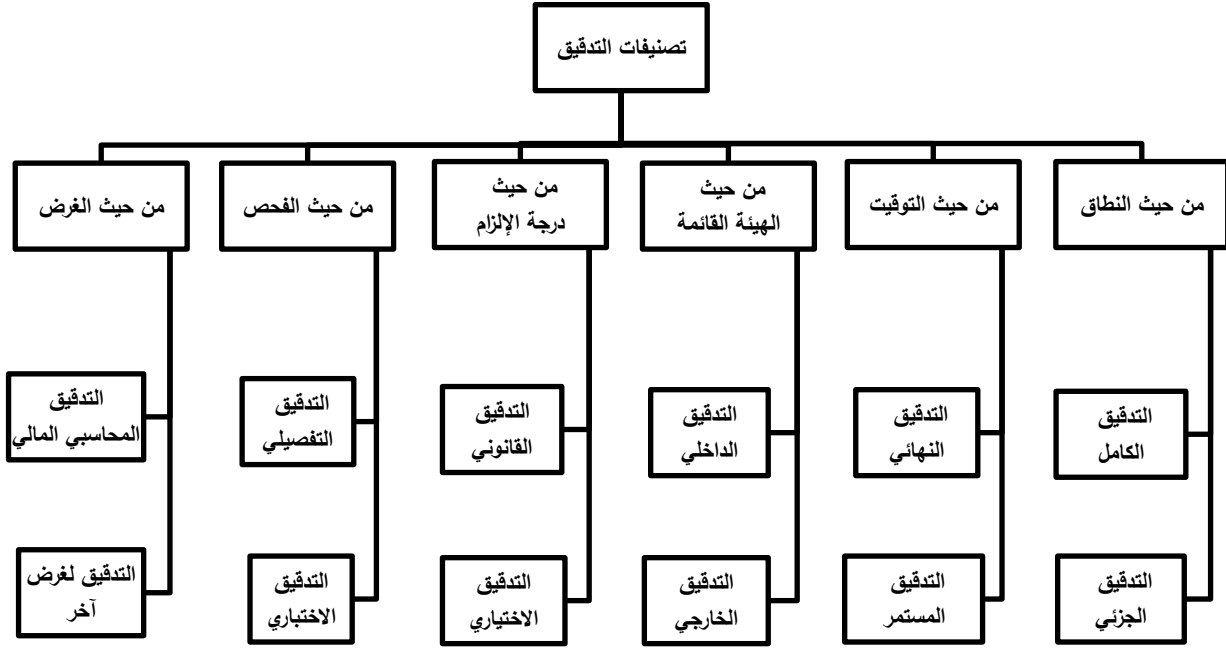 تصنيفات التدقيق
من حيث النطاق
من حيث التوقيت
من حيث
الهيئة القائمة
من حيث
درجة الإلزام
من حيث الفحص
من حيث الغرض
التدقيق
الكامل
التدقيق
النهائي
التدقيق
الداخلي
التدقيق
القانوني
التدقيق
التفصيلي
التدقيق
المحاسبي المالي
التدقيق
الجزئي
التدقيق
المستمر
التدقيق
الخارجي
التدقيق
الاختياري
التدقيق
الاختباري
التدقيق لغرض
آخر